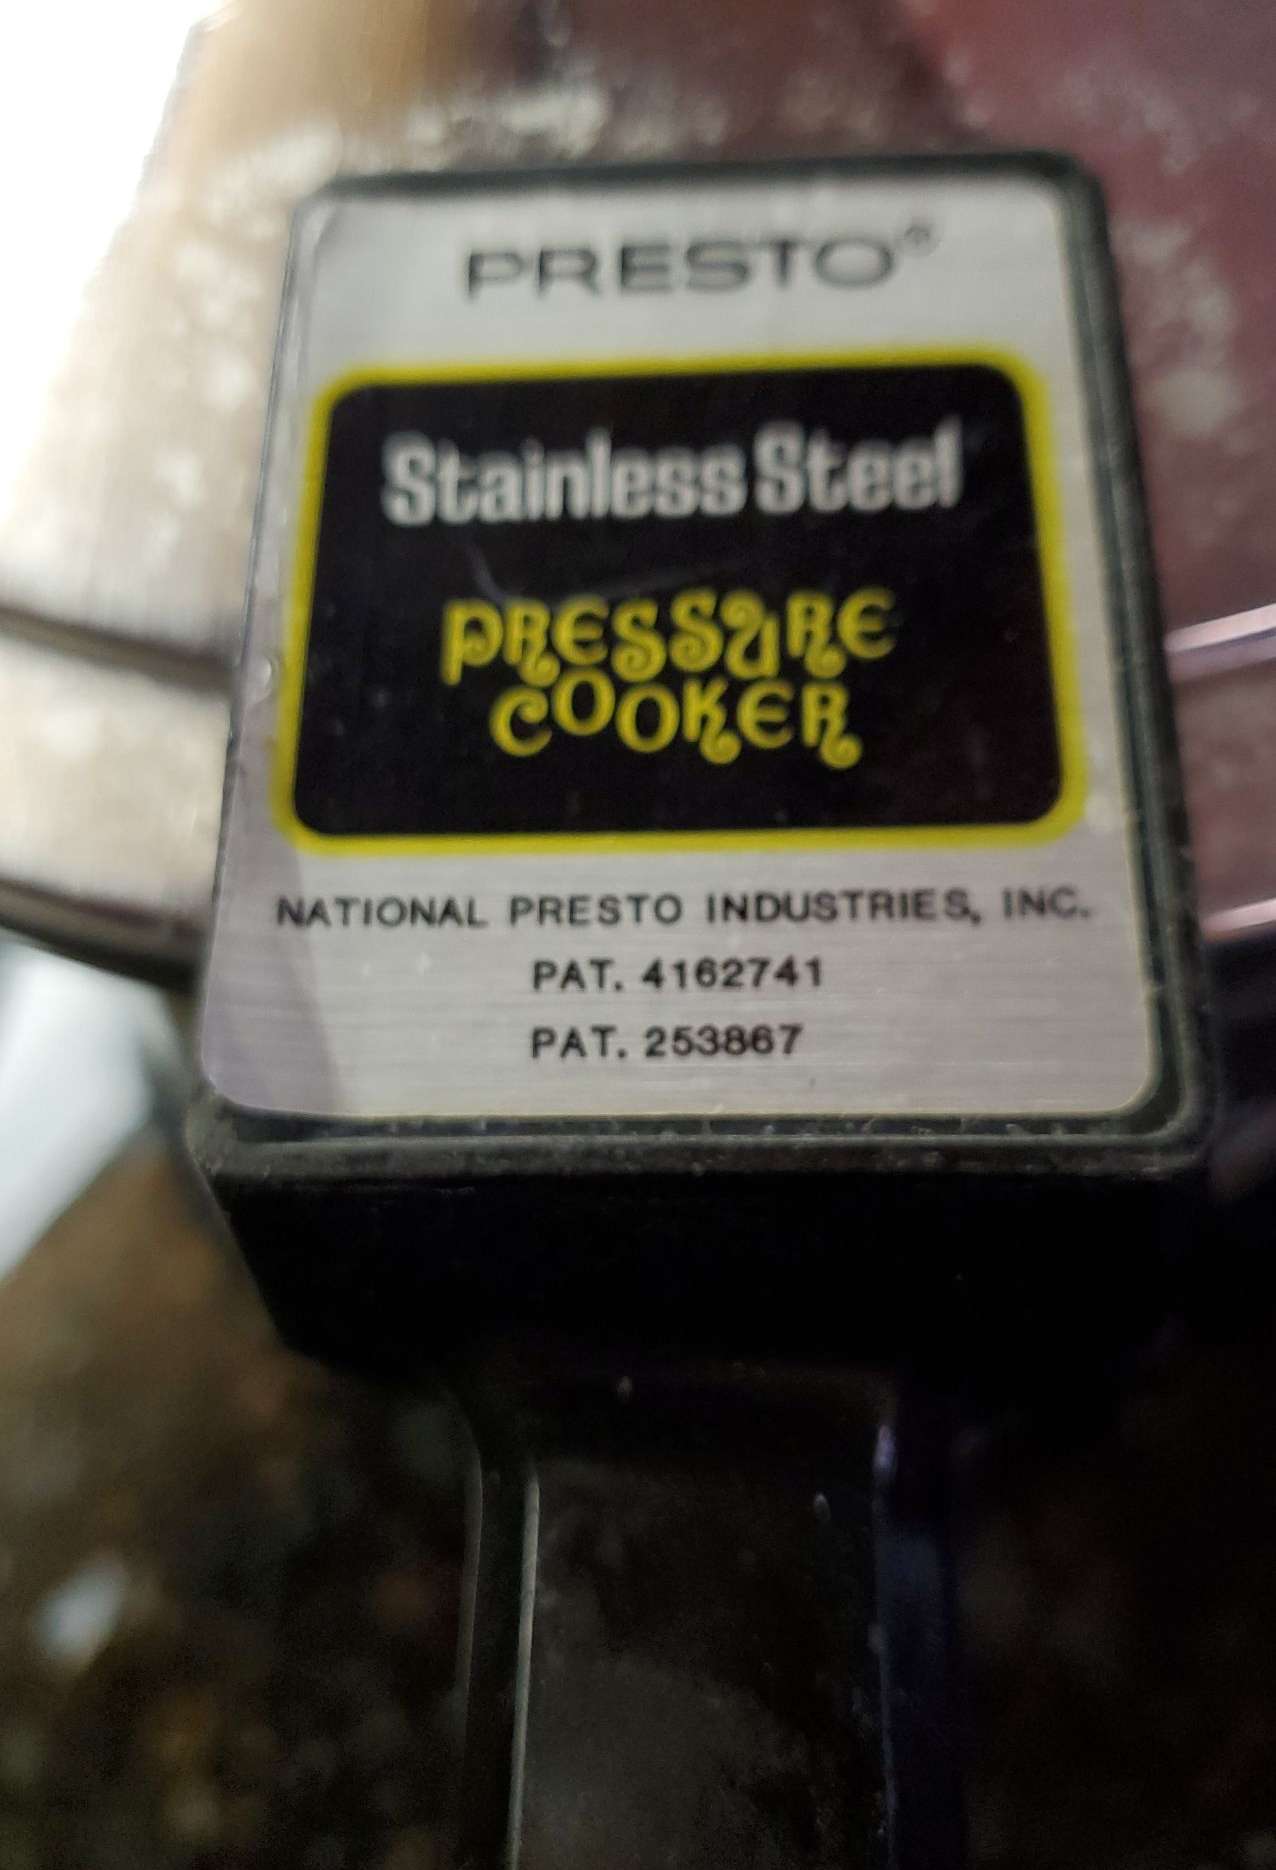 PRESTO®
Stainless Steel
PRESSURE
COOKER
NATIONAL PRESTO INDUSTRIES, INC.
PAT. 4162741
PAT. 253867